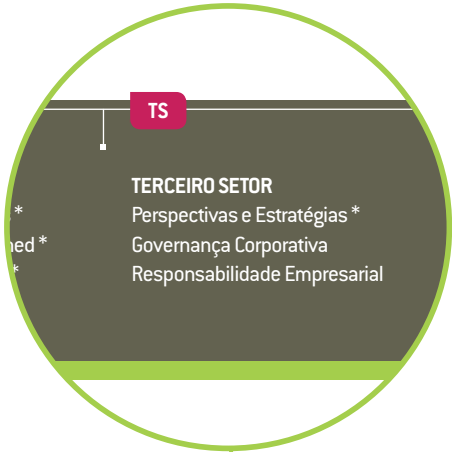 TS
TERCEIRO SETOR
Perspectivas e Estratégias *
*
Governança Corporativa
*
Responsabilidade Empresarial
*